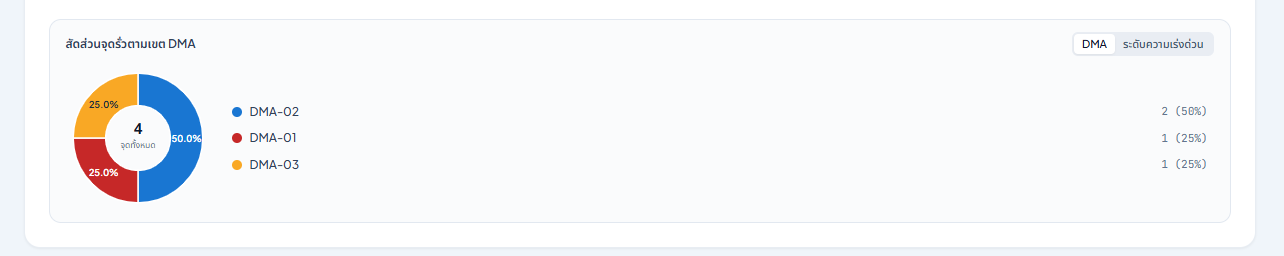 สัดส่วนจุดรั่วตามเขต DMA
DMA ระดับความเร่งด่วน
25.0%
50.0%
25.0%
4
จุดทั้งหมด
DMA-02 2 (50%)
DMA-01 1 (25%)
DMA-03 1 (25%)